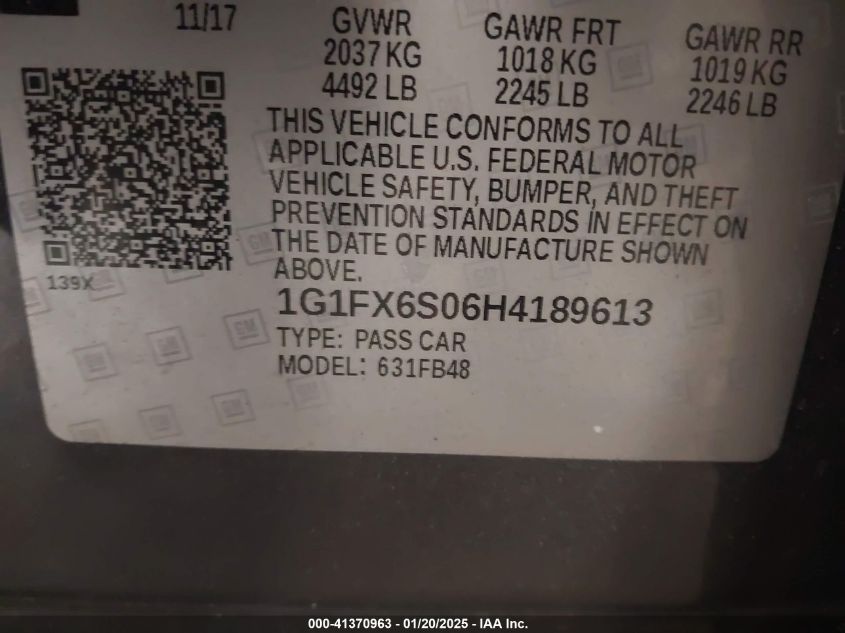 11/17 GVWR GAWR FRT GAWR RR
2037 KG 1018 KG 1019 KG
4492 LB 2245 LB 2246 LB
THIS VEHICLE CONFORMS TO ALL
APPLICABLE U.S. FEDERAL MOTOR
VEHICLE SAFETY, BUMPER, AND THEFT
PREVENTION STANDARDS IN EFFECT ON
THE DATE OF MANUFACTURE SHOWN
ABOVE.
139X
1G1FX6S06H4189613
TYPE: PASS CAR
MODEL: 631FB48
GM
000-41370963 - 01/20/2025 - IAA Inc.